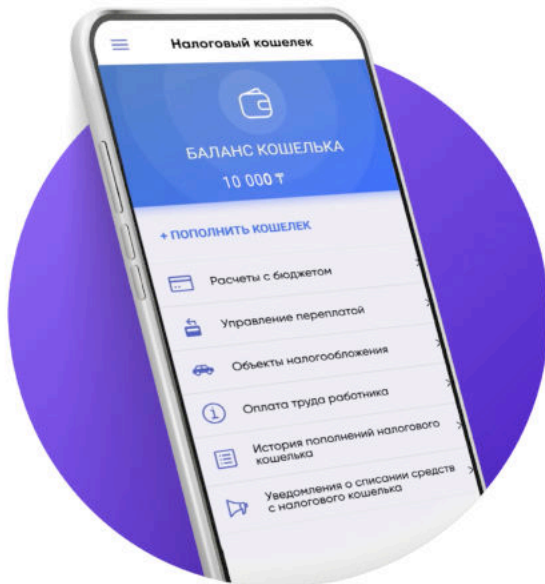 Налоговый кошелек
БАЛАНС КОШЕЛЬКА
10 000 ₸
+ ПОПОЛНИТЬ КОШЕЛЕК
Расчеты с бюджетом
Управление переплатой
Объекты налогообложения
Оплата труда работника
История пополнений налогового
кошелька
Уведомления о списании средств
с налогового кошелька